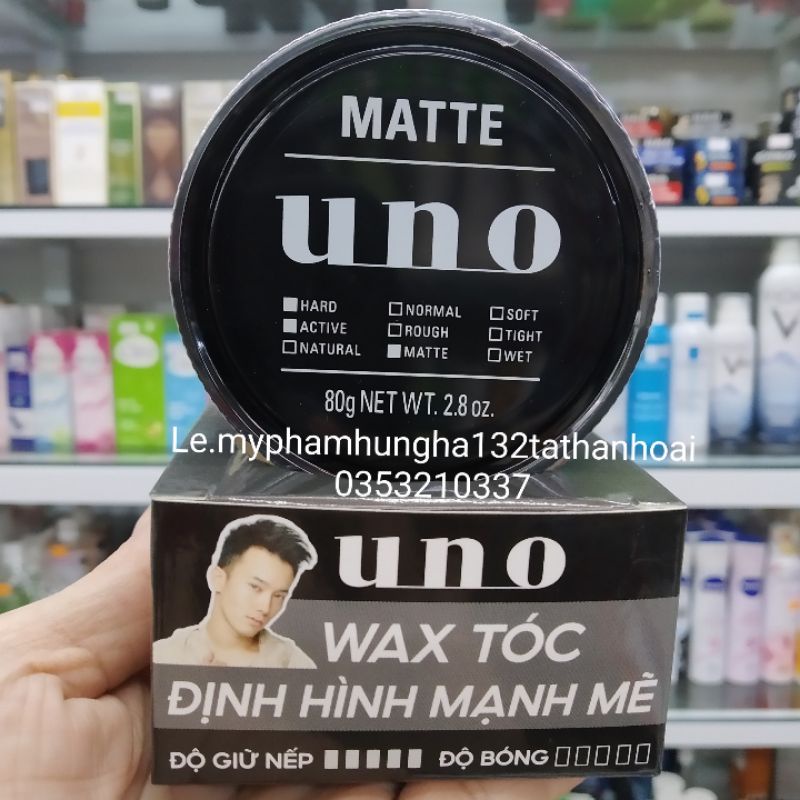 MATTE
uno
HARD NORMAL SOFT
ACTIVE ROUGH TIGHT
NATURAL MATTE WET
80g NET WT. 2.8 oz.
Le.myphamhungha132tathanhoai
0353210337
uno
WAX TÓC
ĐỊNH HÌNH MẠNH MẼ
ĐỘ GIỮ NẾP ĐỘ BÓNG